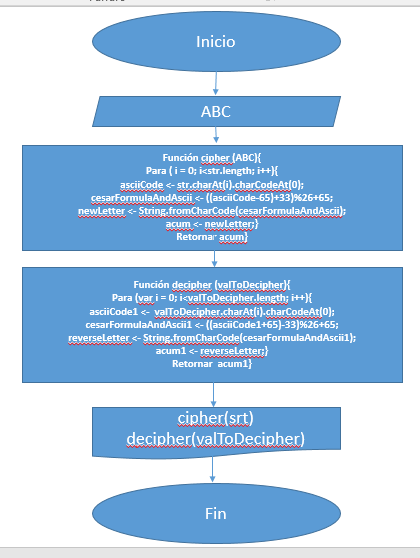 Inicio
ABC
Función cipher (ABC){
Para ( i = 0; i<str.length; i++){
asciiCode <- str.charAt(i).charCodeAt(0);
cesarFormulaAndAscii <- ((asciiCode-65)+33)%26+65;
newLetter <- String.fromCharCode(cesarFormulaAndAscii);
acum <- newLetter;}
Retornar acum}
Función decipher (valToDecipher){
Para (var i = 0; i<valToDecipher.length; i++){
asciiCode1 <- valToDecipher.charAt(i).charCodeAt(0);
cesarFormulaAndAscii1 <- ((asciiCode1+65)-33)%26+65;
reverseLetter <- String.fromCharCode(cesarFormulaAndAscii1);
acum1 <- reverseLetter;}
Retornar acum1}
cipher(srt)
decipher(valToDecipher)
Fin